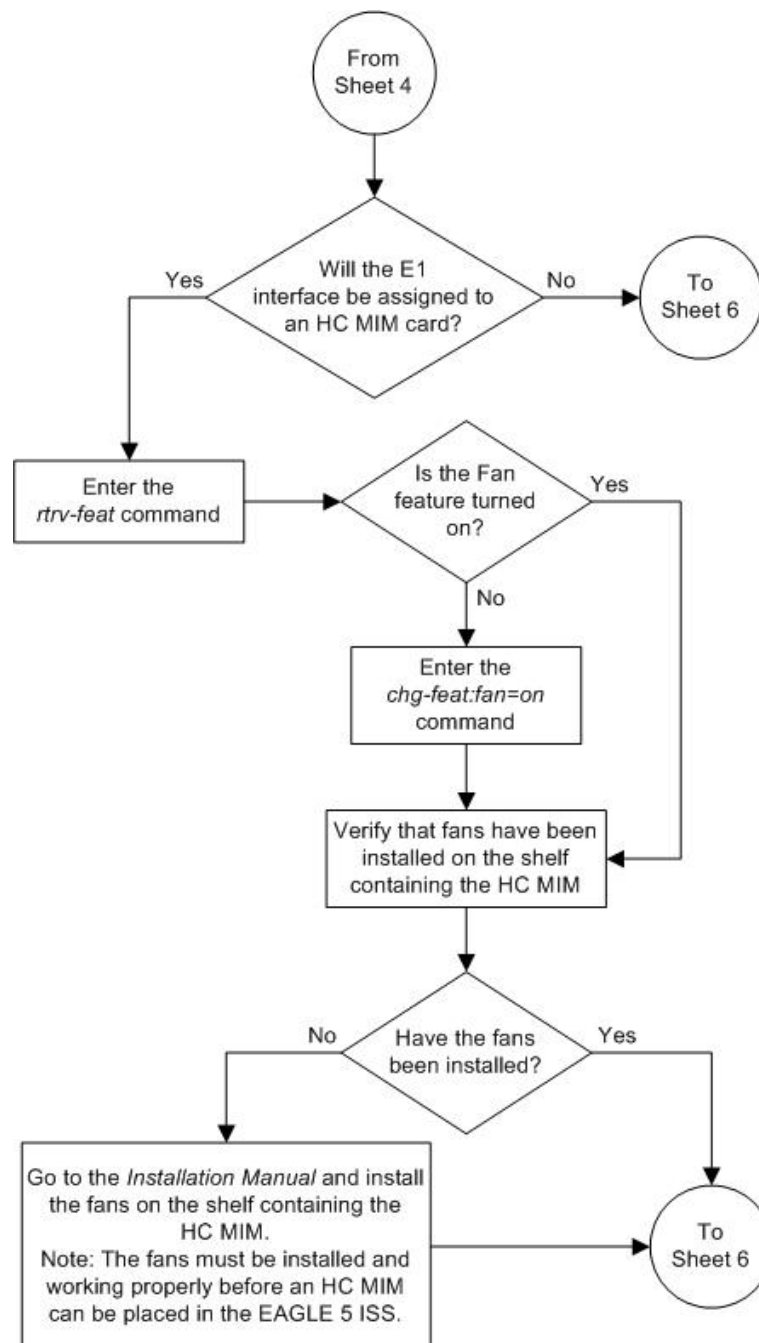 From
Sheet 4
Will the E1
interface be assigned to
an HC MIM card?
Yes
No
To
Sheet 6
Enter the
rtrv-feat command
Is the Fan
feature turned
on?
Yes
No
Enter the
chg-feat:fan=on
command
Verify that fans have been
installed on the shelf
containing the HC MIM
Have the fans
been installed?
No
Yes
Go to the Installation Manual and install
the fans on the shelf containing the
HC MIM.
Note: The fans must be installed and
working properly before an HC MIM
can be placed in the EAGLE 5 ISS.
To
Sheet 6